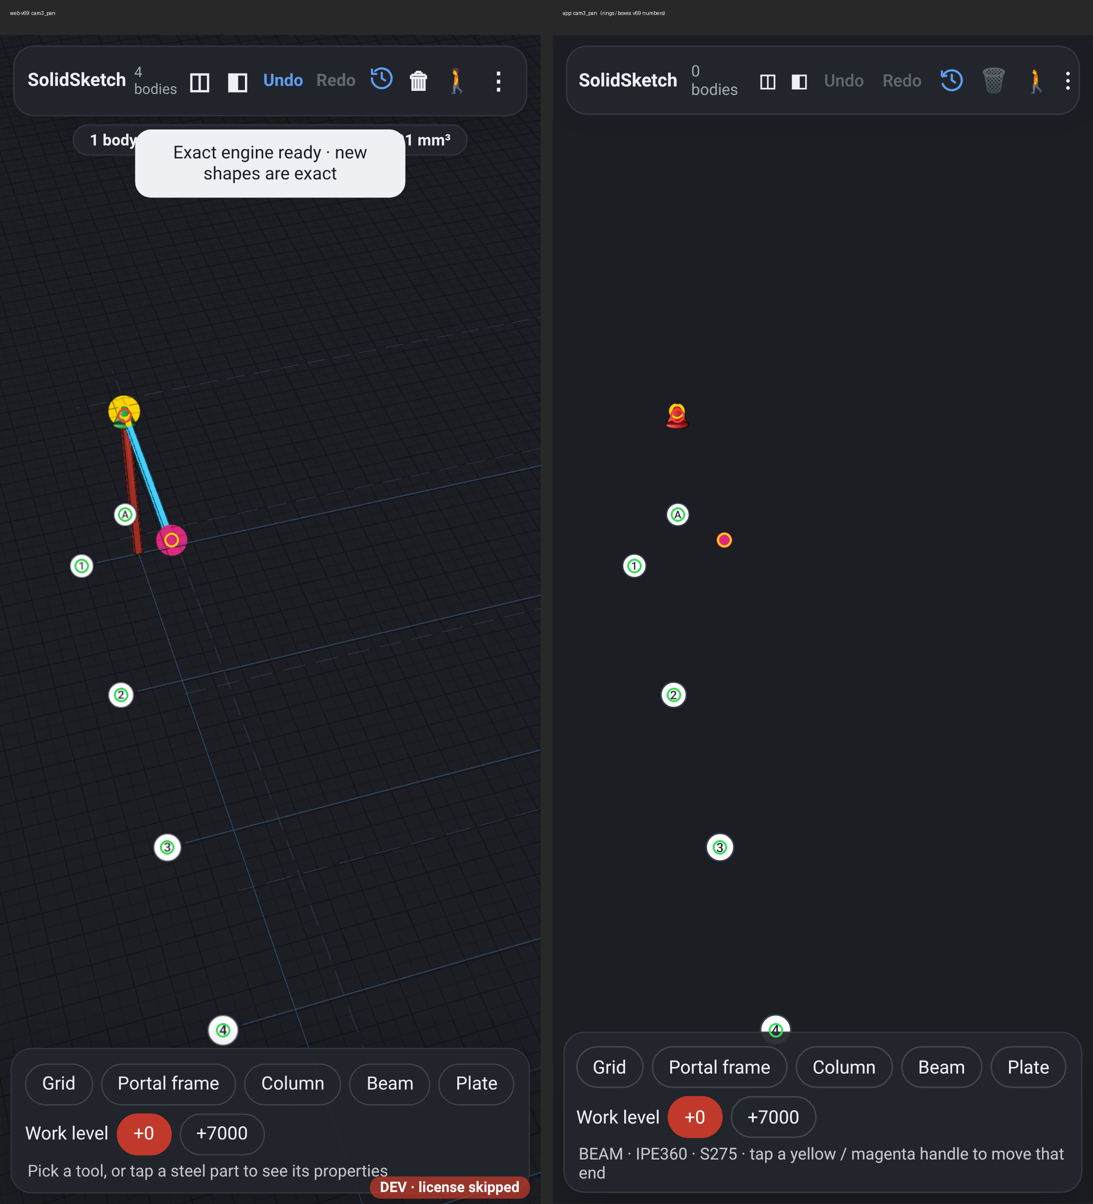 web v69 cam3_pan
SolidSketch
4
bodies
Undo
Redo
1 body
1 mm³
Exact engine ready · new
shapes are exact
A
1
2
3
4
Grid
Portal frame
Column
Beam
Plate
Work level
+0
+7000
Pick a tool, or tap a steel part to see its properties
DEV · license skipped
app cam3_pan (rings/boxes v69 numbers)
SolidSketch
0
bodies
Undo
Redo
A
1
2
3
4
Grid
Portal frame
Column
Beam
Plate
Work level
+0
+7000
BEAM · IPE360 · S275 · tap a yellow / magenta handle to move that
end